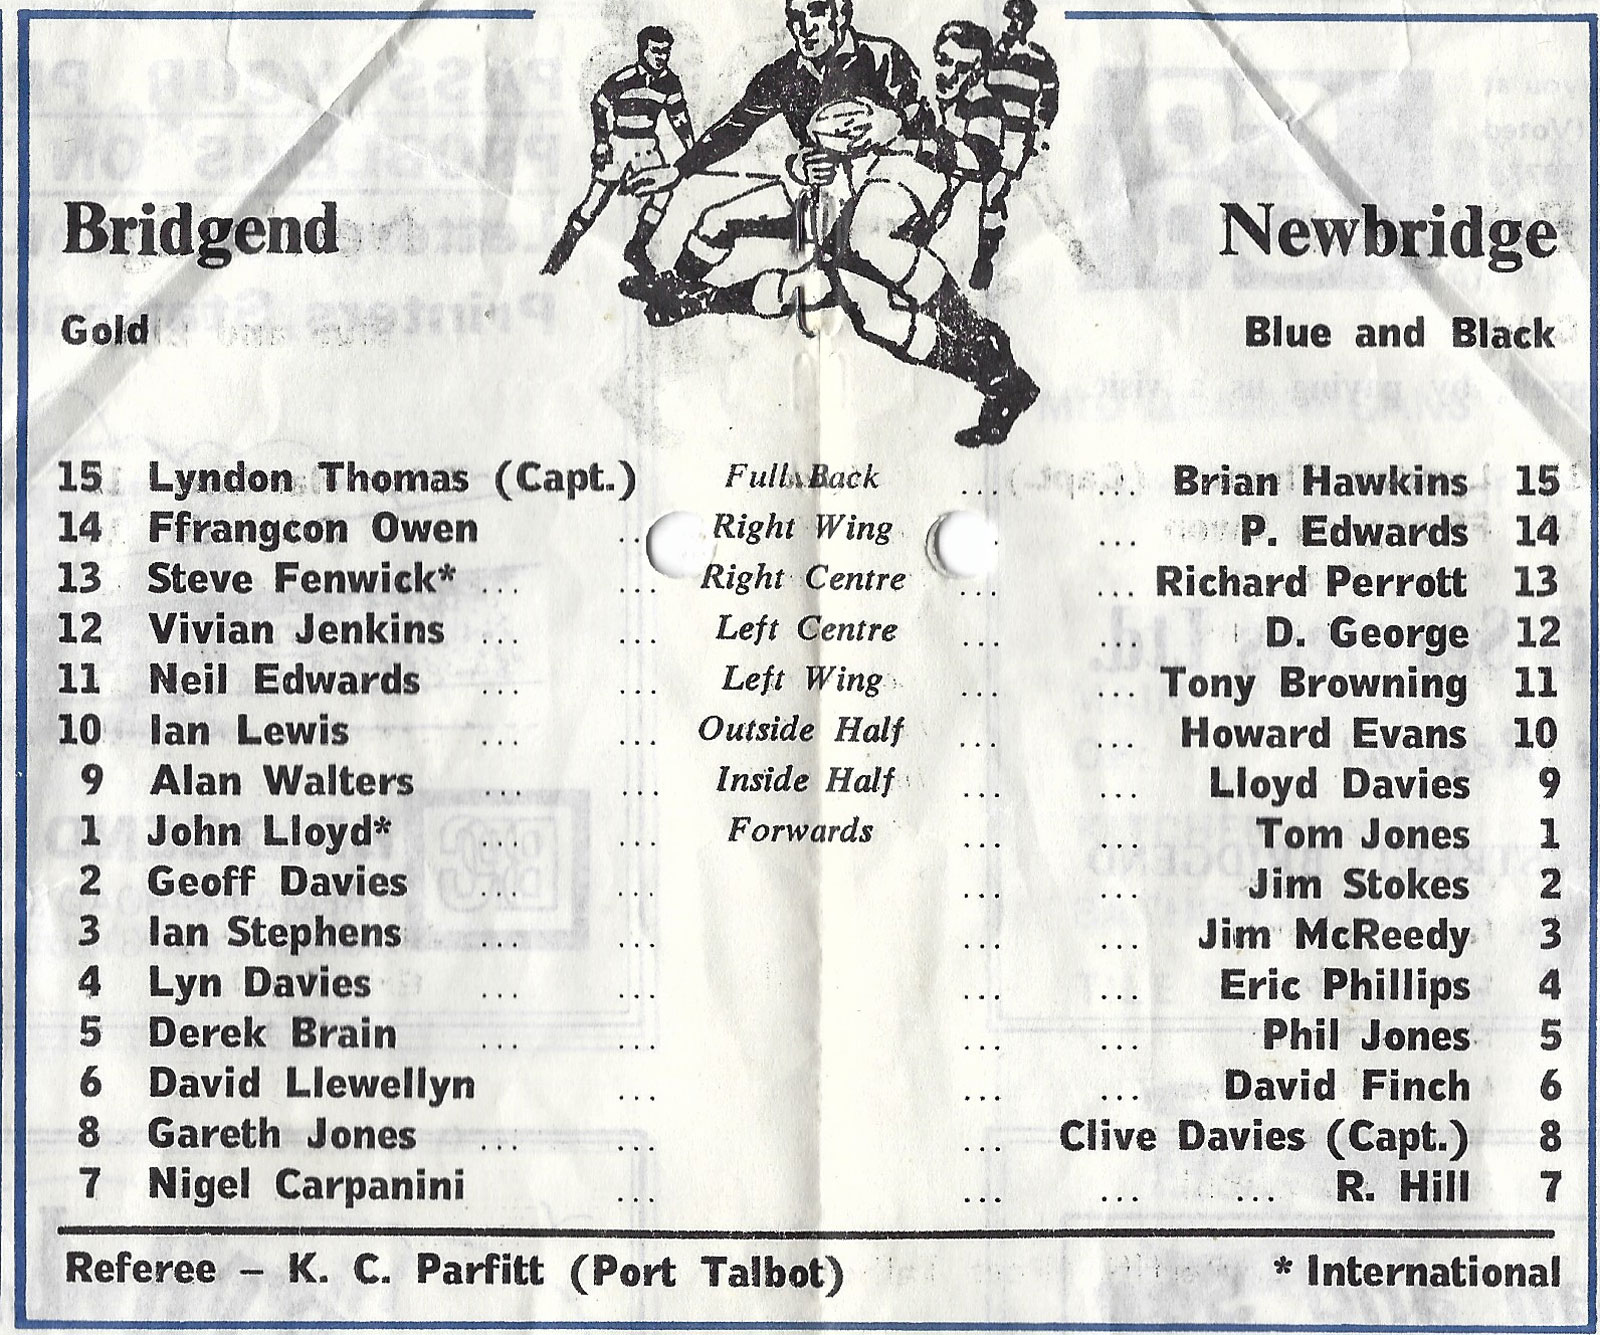 Bridgend Newbridge
Gold Blue and Black
15 Lyndon Thomas (Capt.) Full Back ... ... Brian Hawkins 15
14 Ffrangcon Owen .. Right Wing . ... P. Edwards 14
13 Steve Fenwick* ... ... Right Centre ... ... Richard Perrott 13
12 Vivian Jenkins ... ... Left Centre ... ... D. George 12
11 Neil Edwards ... ... Left Wing ... ... Tony Browning 11
10 Ian Lewis ... ... Outside Half ... ... Howard Evans 10
9 Alan Walters ... ... Inside Half ... ... Lloyd Davies 9
1 John Lloyd* ... ... Forwards ... ... Tom Jones 1
2 Geoff Davies ... ... ... ... Jim Stokes 2
3 Ian Stephens ... ... ... ... Jim McReedy 3
4 Lyn Davies ... ... ... ... Eric Phillips 4
5 Derek Brain ... ... ... ... Phil Jones 5
6 David Llewellyn ... ... ... David Finch 6
8 Gareth Jones ... ... ... Clive Davies (Capt.) 8
7 Nigel Carpanini ... ... ... ... R. Hill 7
Referee – K. C. Parfitt (Port Talbot) * International